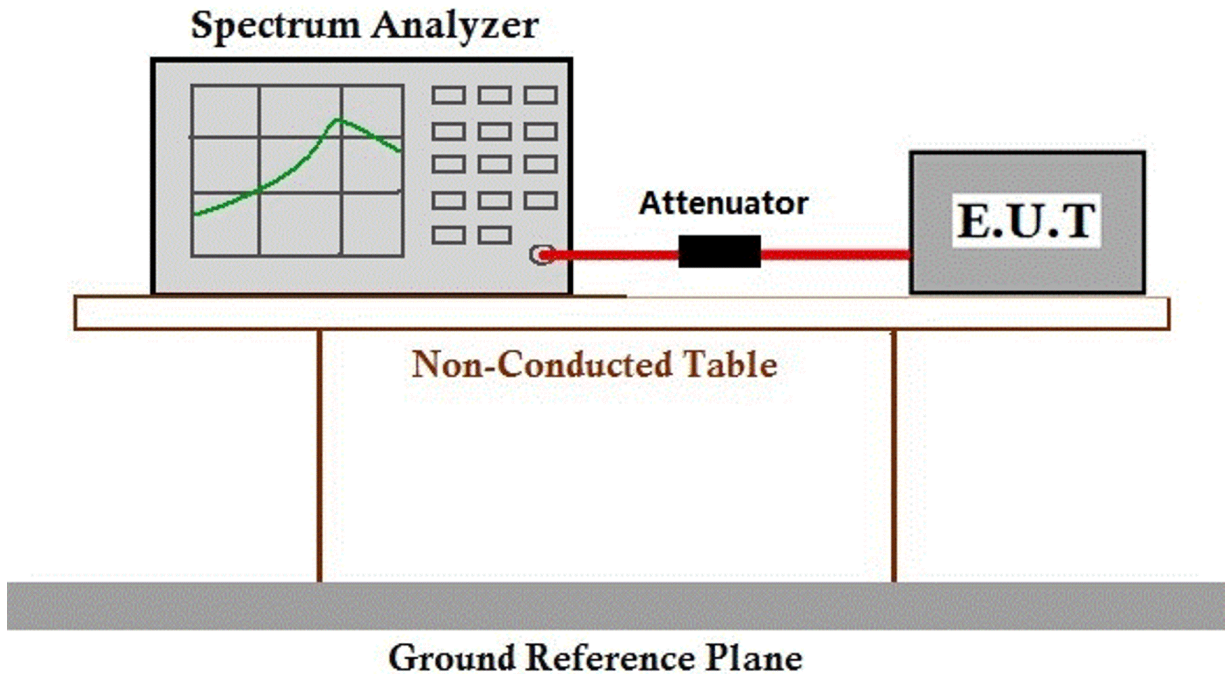 Spectrum Analyzer
Attenuator
E.U.T
Non-Conducted Table
Ground Reference Plane